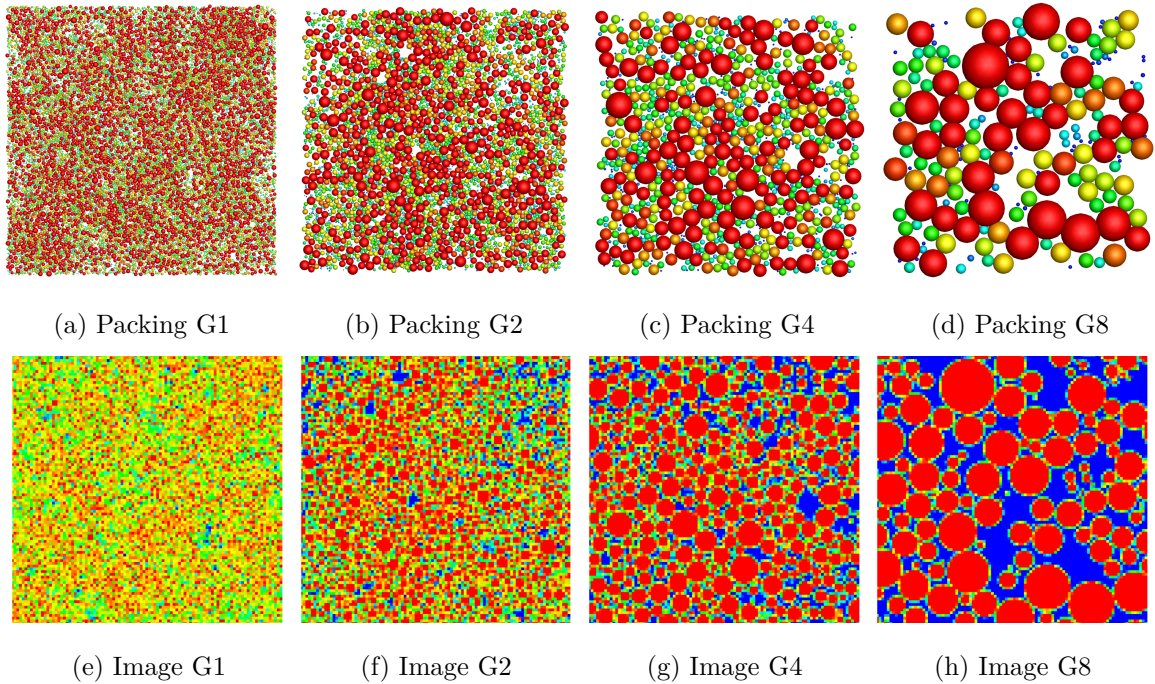 (a) Packing G1
(b) Packing G2
(c) Packing G4
(d) Packing G8
(e) Image G1
(f) Image G2
(g) Image G4
(h) Image G8